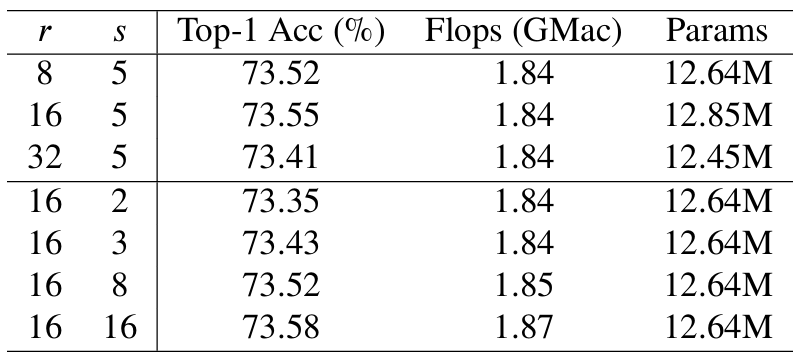 r s Top-1 Acc (%) Flops (GMac) Params
8 5 73.52 1.84 12.64M
16 5 73.55 1.84 12.85M
32 5 73.41 1.84 12.45M
16 2 73.35 1.84 12.64M
16 3 73.43 1.84 12.64M
16 8 73.52 1.85 12.64M
16 16 73.58 1.87 12.64M